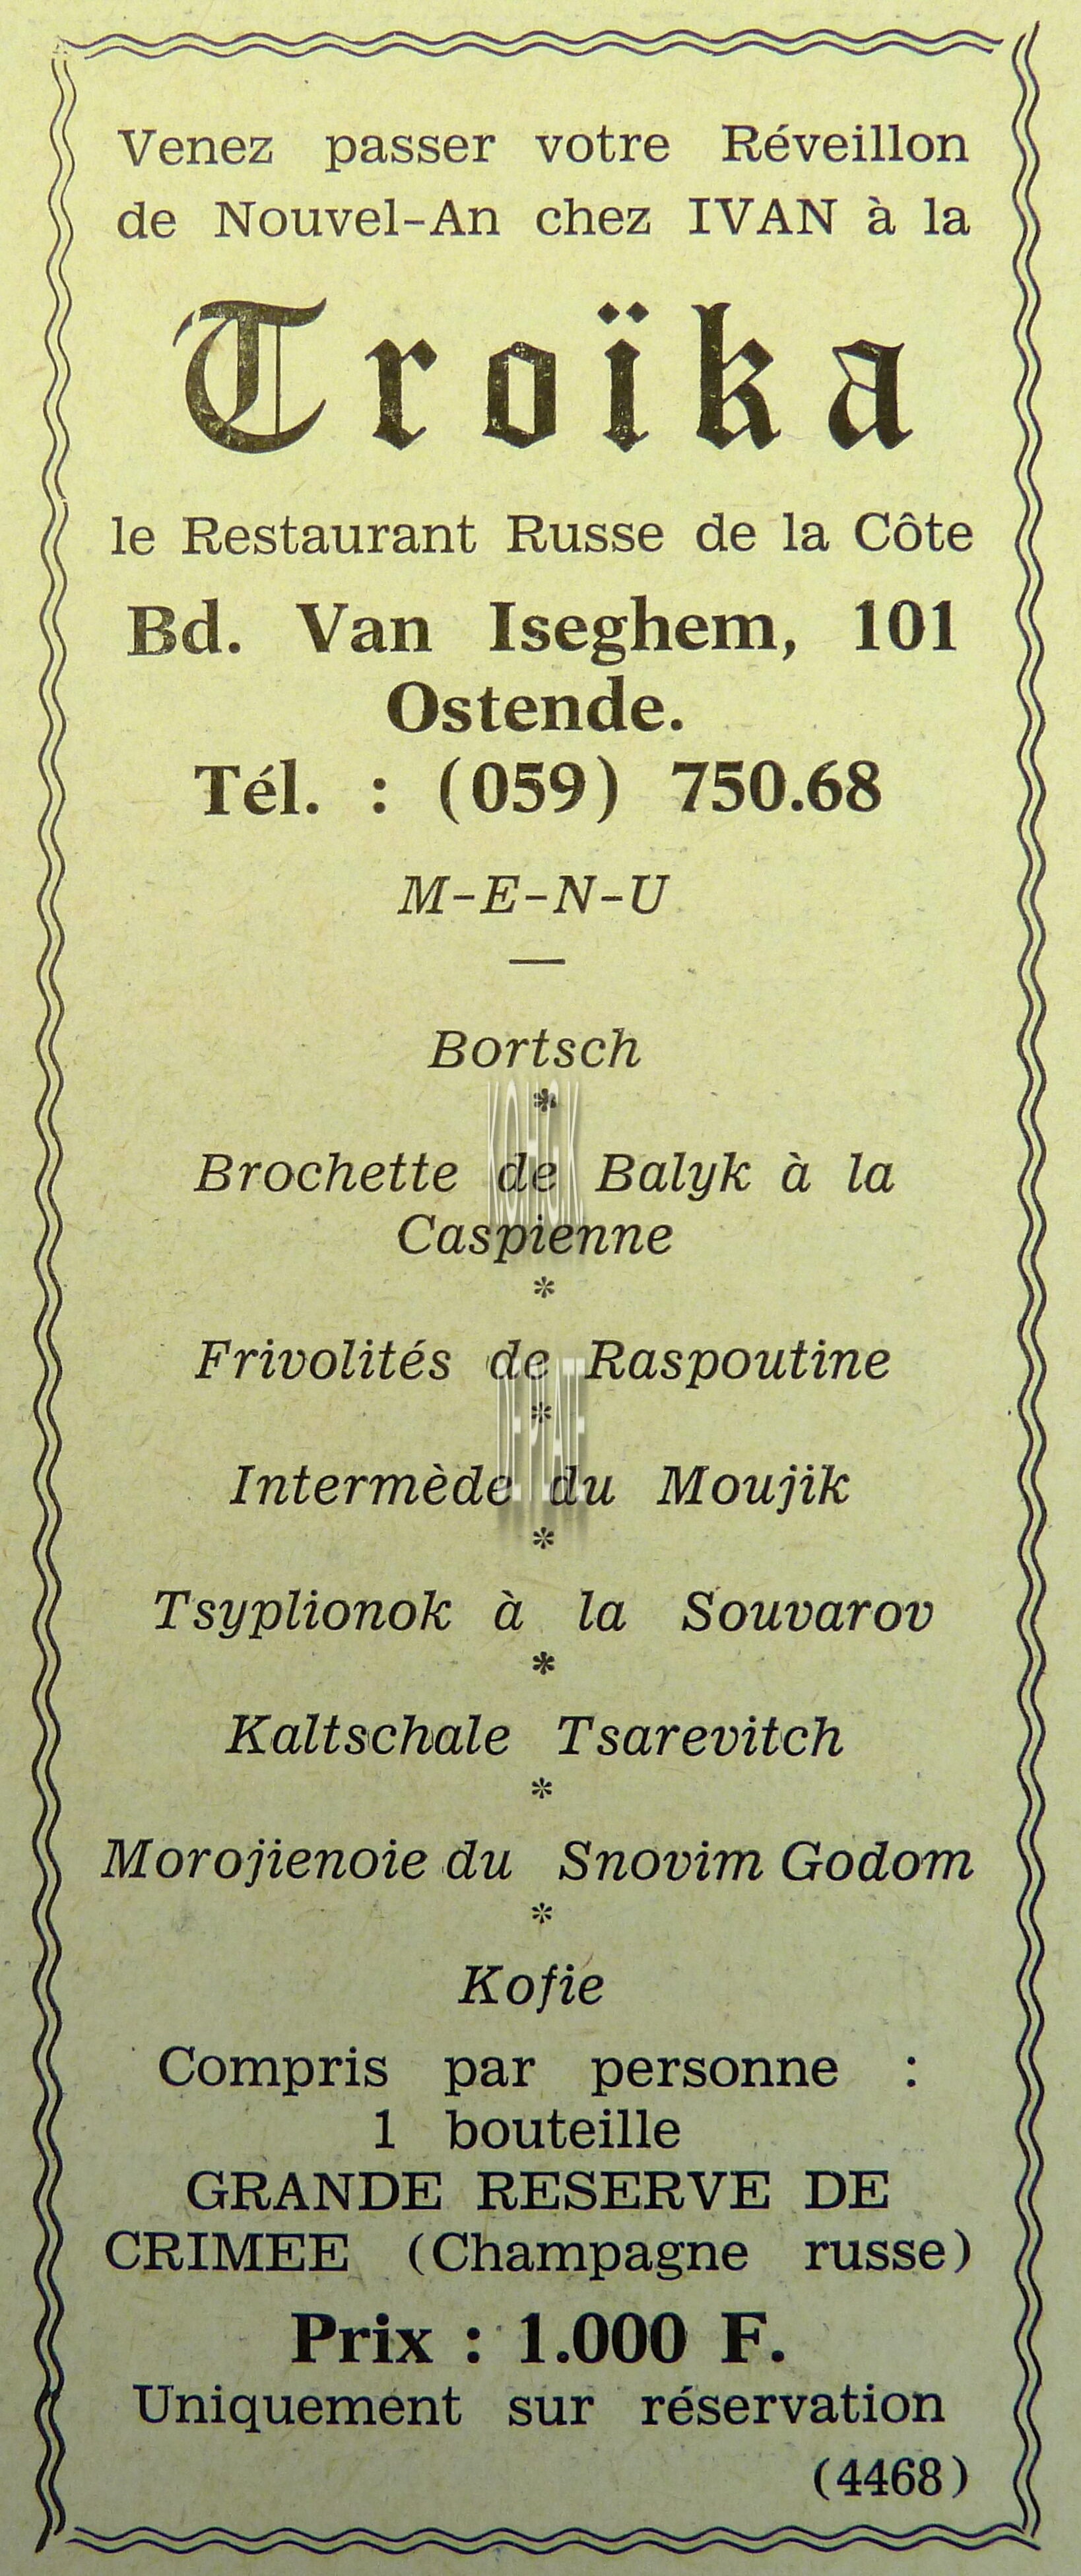 Venez passer votre Réveillon
de Nouvel-An chez IVAN à la
Troïka
le Restaurant Russe de la Côte
Bd. Van Iseghem, 101
Ostende.
Tél. : (059) 750.68
M-E-N-U
—
Bortsch
*
Brochette de Balyk à la
Caspienne
*
Frivolités de Raspoutine
*
Intermède du Moujik
*
Tsyplionok à la Souvarov
*
Kaltschale Tsarevitch
*
Morojienoie du Snovim Godom
*
Kofie
Compris par personne :
1 bouteille
GRANDE RESERVE DE
CRIMEE (Champagne russe)
Prix : 1.000 F.
Uniquement sur réservation
(4468)